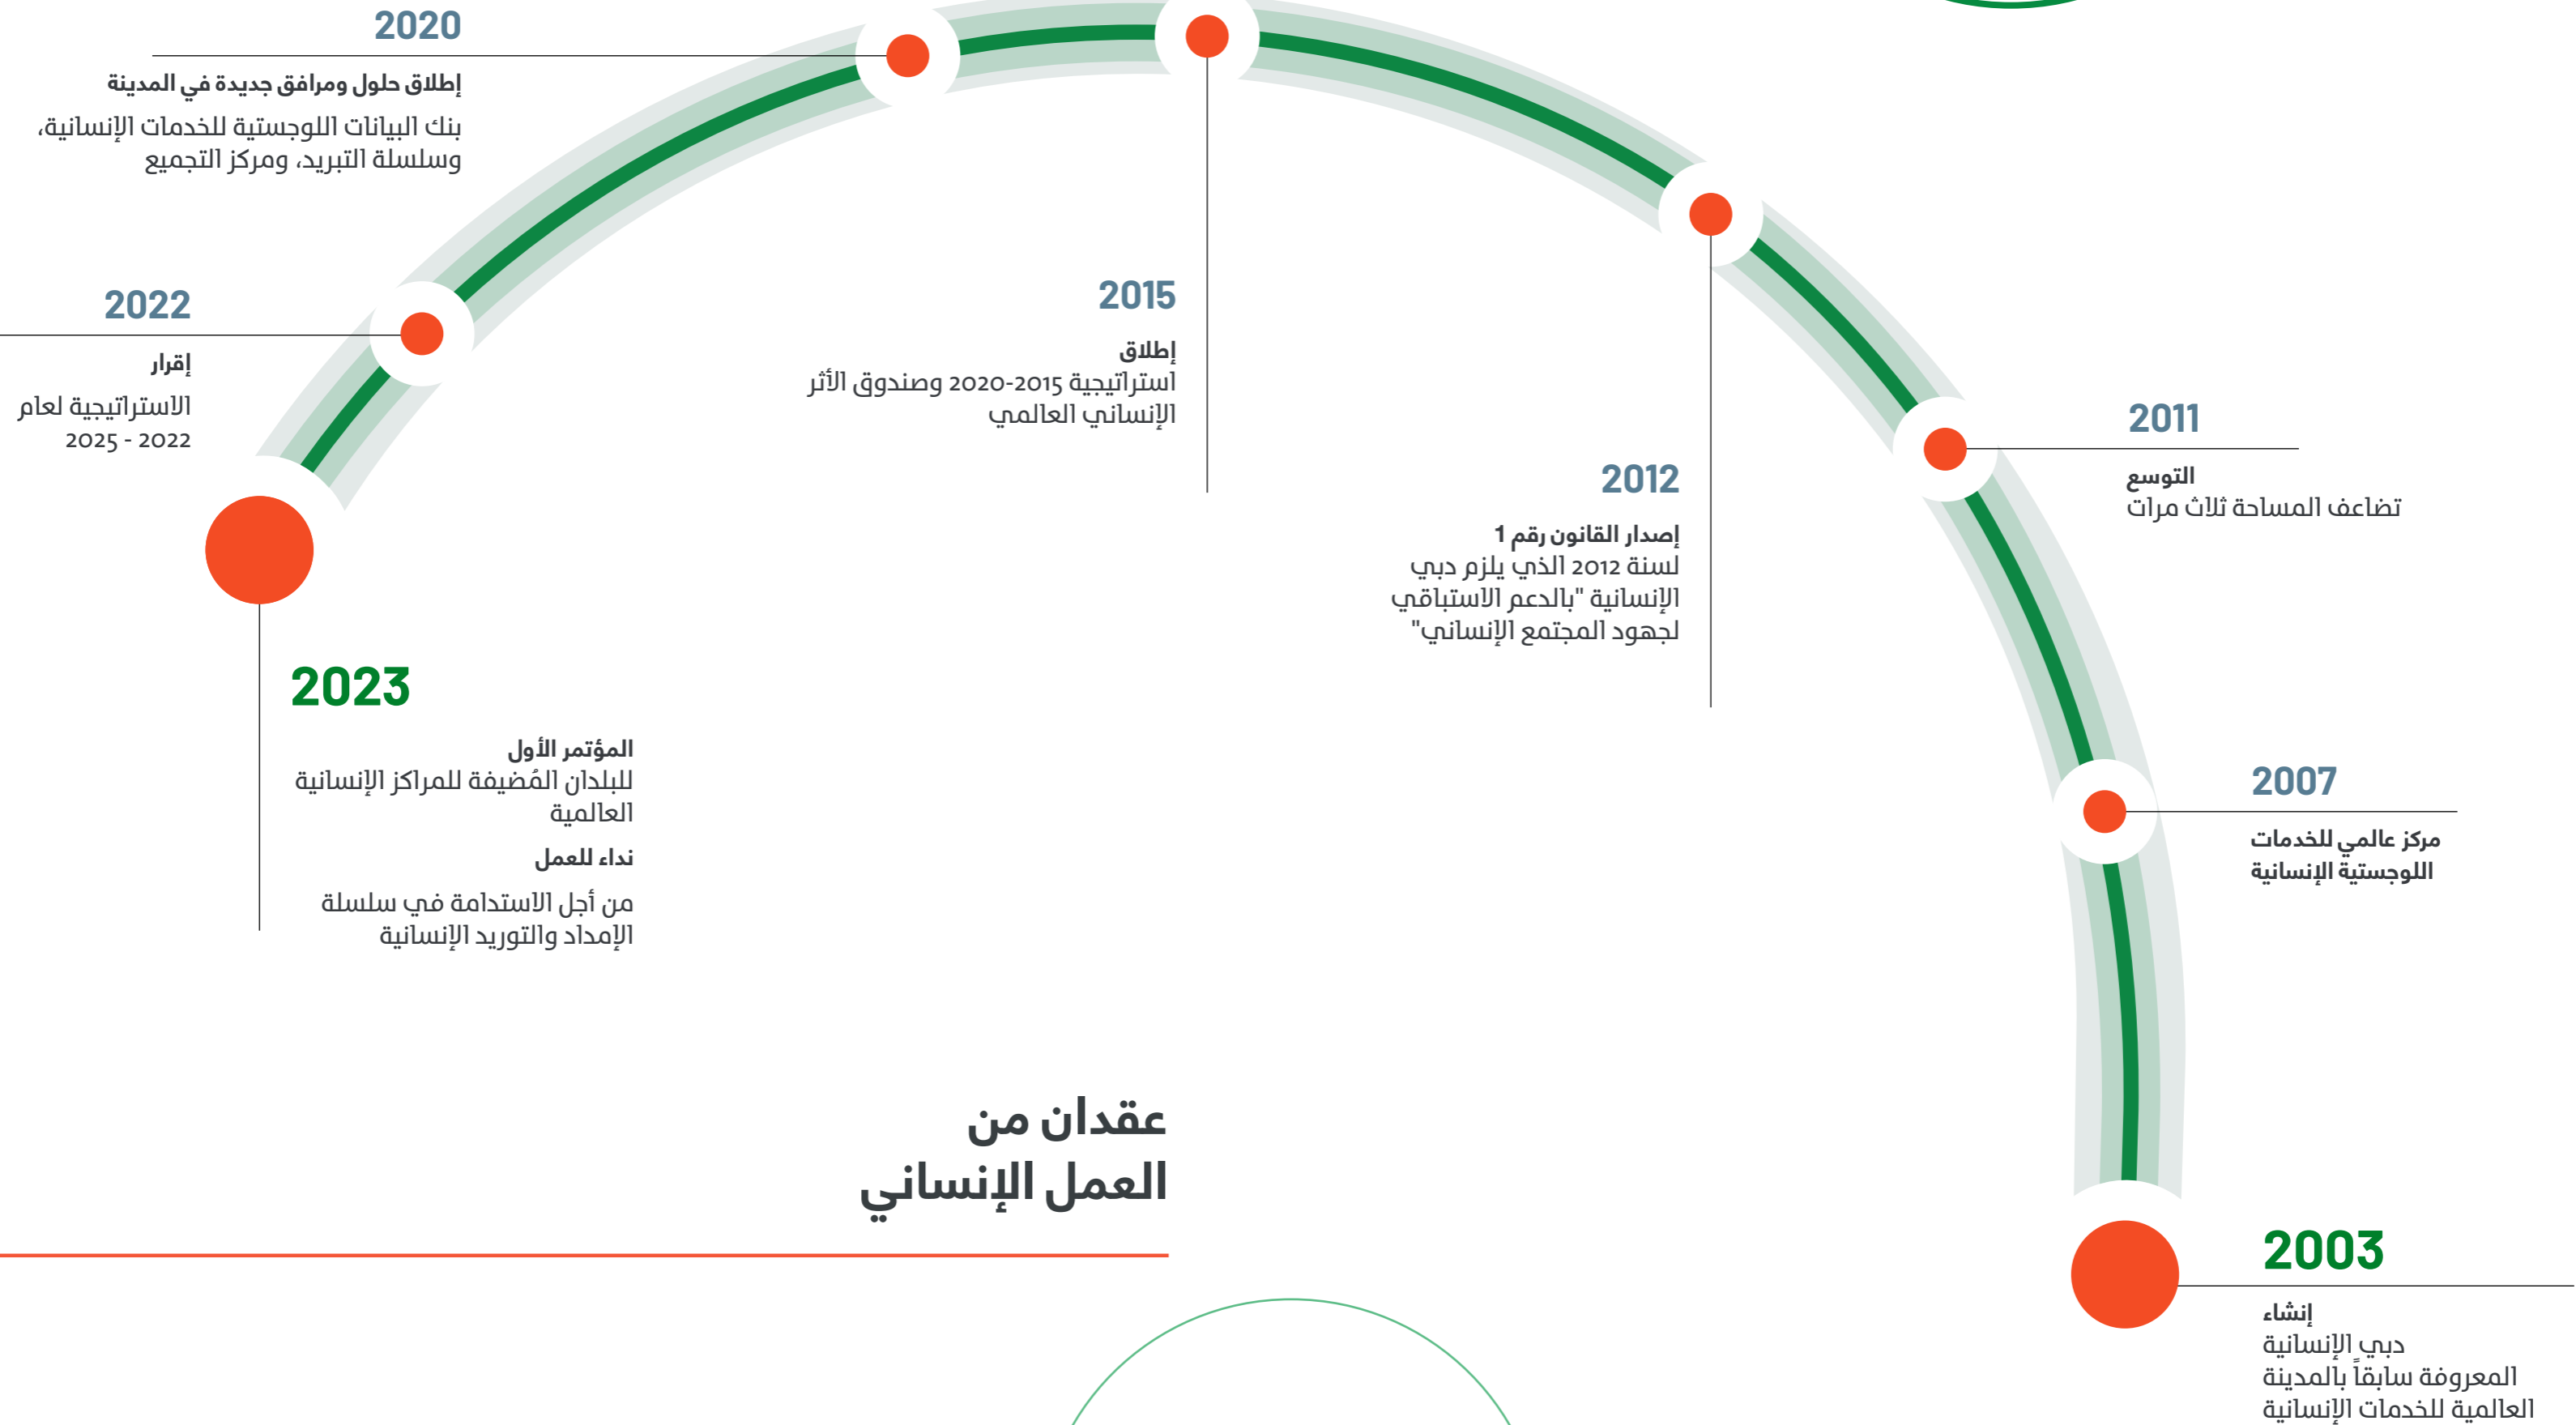 2003
إنشاء
دبي الإنسانية
المعروفة سابقاً بالمدينة
العالمية للخدمات الإنسانية
2007
مركز عالمي للخدمات
اللوجستية الإنسانية
2011
التوسع
تضاعف المساحة ثلاث مرات
2012
إصدار القانون رقم 1
لسنة 2012 الذي يلزم دبي
الإنسانية "بالدعم الاستباقي
لجهود المجتمع الإنساني"
2015
إطلاق
استراتيجية 2015-2020 وصندوق الأثر
الإنساني العالمي
2020
إطلاق حلول ومرافق جديدة في المدينة
بنك البيانات اللوجستية للخدمات الإنسانية،
وسلسلة التبريد، ومركز التجميع
2022
إقرار
الاستراتيجية لعام
2022 - 2025
2023
المؤتمر الأول
للبلدان المُضيفة للمراكز الإنسانية
العالمية
نداء للعمل
من أجل الاستدامة في سلسلة
الإمداد والتوريد الإنسانية
عقدان من
العمل الإنساني